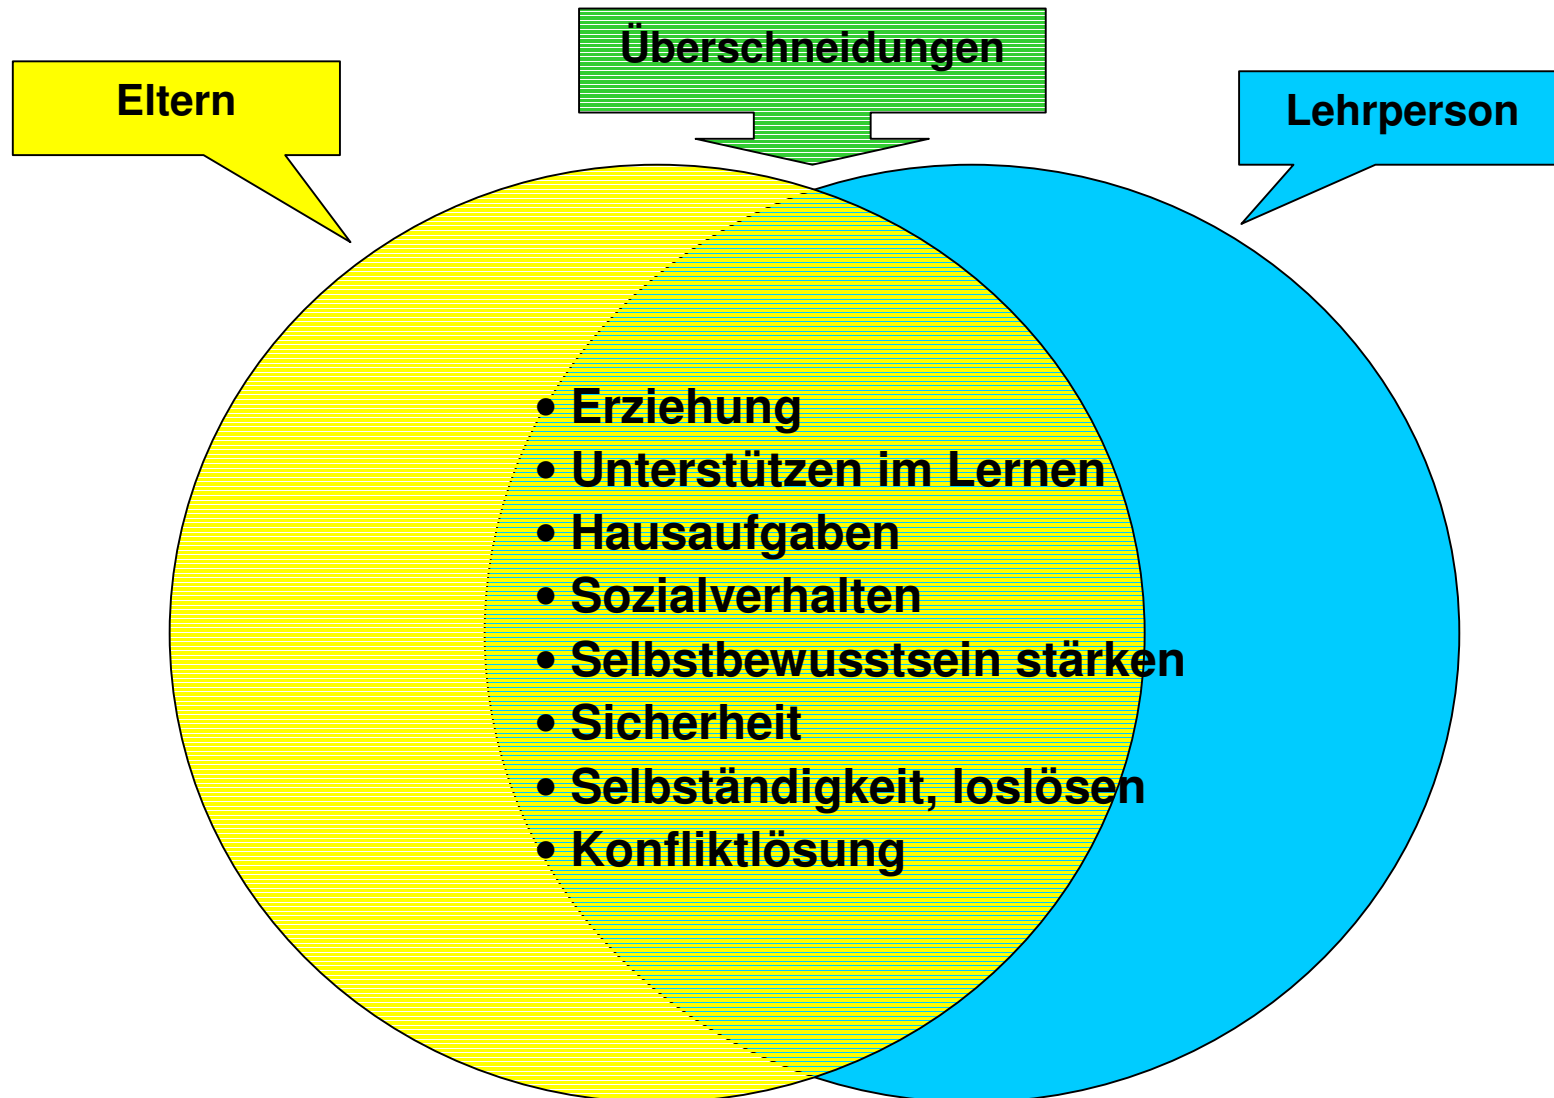 Überschneidungen
Eltern
Lehrperson
• Erziehung
• Unterstützen im Lernen
• Hausaufgaben
• Sozialverhalten
• Selbstbewusstsein stärken
• Sicherheit
• Selbständigkeit, loslösen
• Konfliktlösung